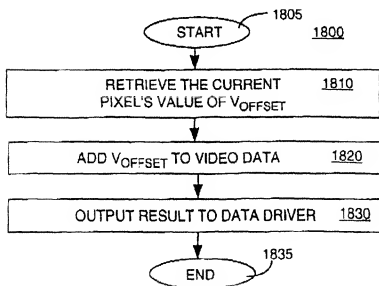 START
1805
1800
RETRIEVE THE CURRENT 1810
PIXEL'S VALUE OF VOFFSET
ADD VOFFSET TO VIDEO DATA 1820
OUTPUT RESULT TO DATA DRIVER 1830
END
1835